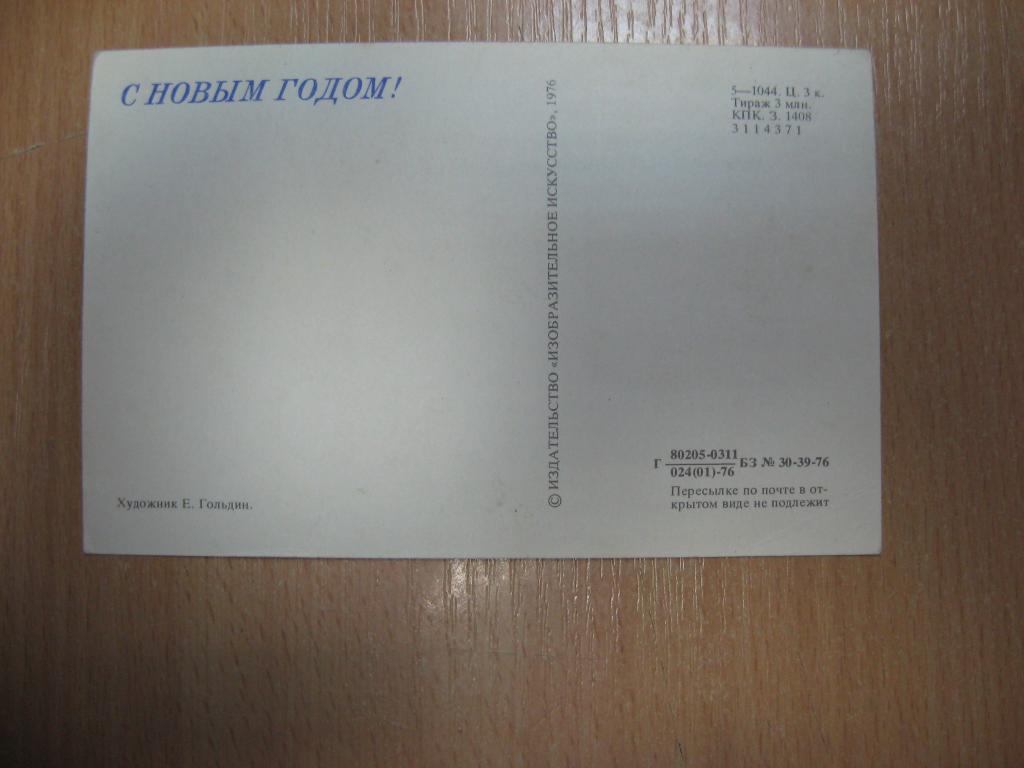 С НОВЫМ ГОДОМ!
Художник Е. Гольдин.
© ИЗДАТЕЛЬСТВО «ИЗОБРАЗИТЕЛЬНОЕ ИСКУССТВО», 1976
5—1044. Ц. 3 к.
Тираж 3 млн.
КПК. З. 1408
3114371
80205-0311
Г БЗ № 30-39-76
024(01)-76
Пересылке по почте в от-
крытом виде не подлежит